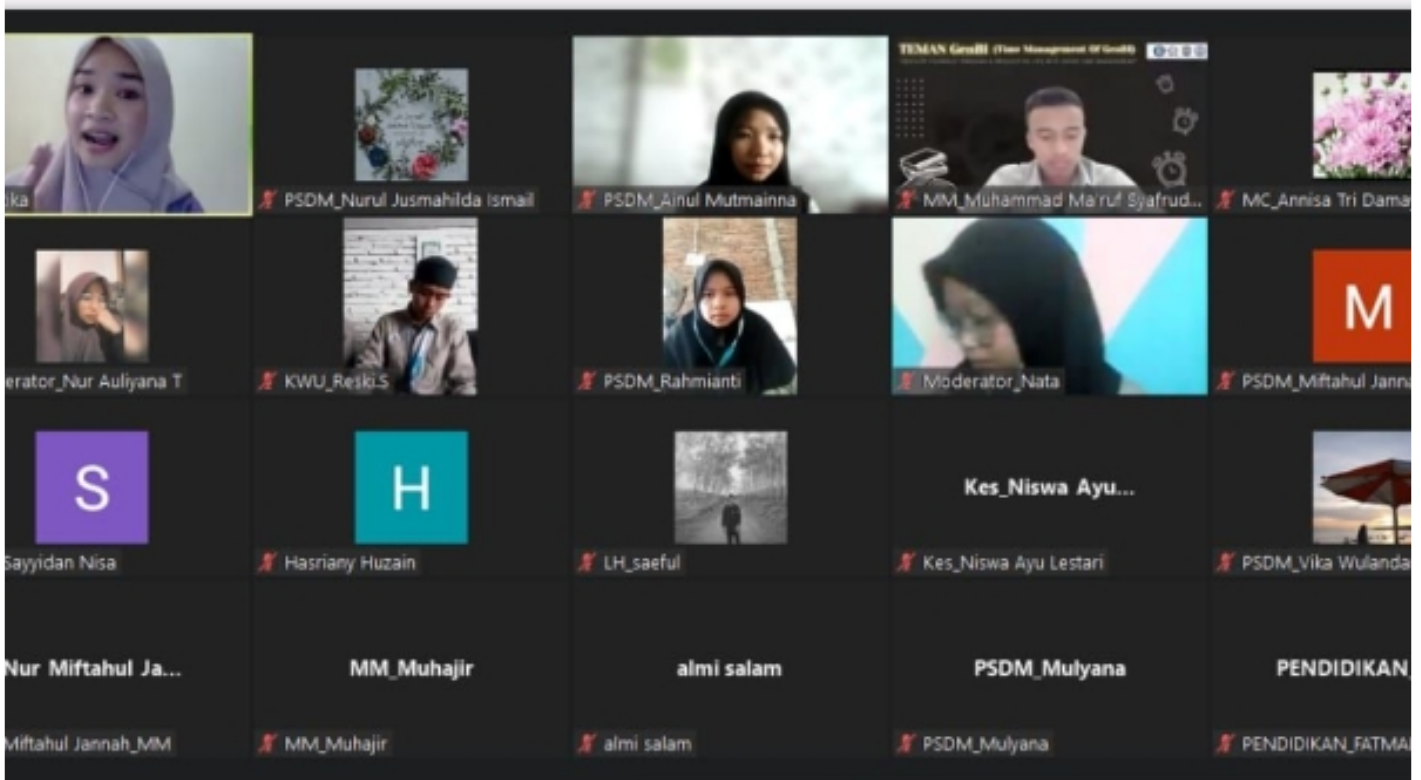 ika
PSDM_Nurul Jusmahilda Ismail
PSDM_Ainul Mutmainna
TEMAN GenBI (Time Management Of GenBI)
MM_Muhammad Ma'ruf Syafrud...
MC_Annisa Tri Dama
erator_Nur Auliyana T
KWU_Reski.S
PSDM_Rahmianti
Moderator_Nata
M
PSDM_Miftahul Janna
S
Sayyidan Nisa
H
Hasriany Huzain
LH_saeful
Kes_Niswa Ayu...
Kes_Niswa Ayu Lestari
PSDM_Vika Wulanda
Nur Miftahul Ja...
Miftahul Jannah_MM
MM_Muhajir
MM_Muhajir
almi salam
almi salam
PSDM_Mulyana
PSDM_Mulyana
PENDIDIKAN_
PENDIDIKAN_FATMA